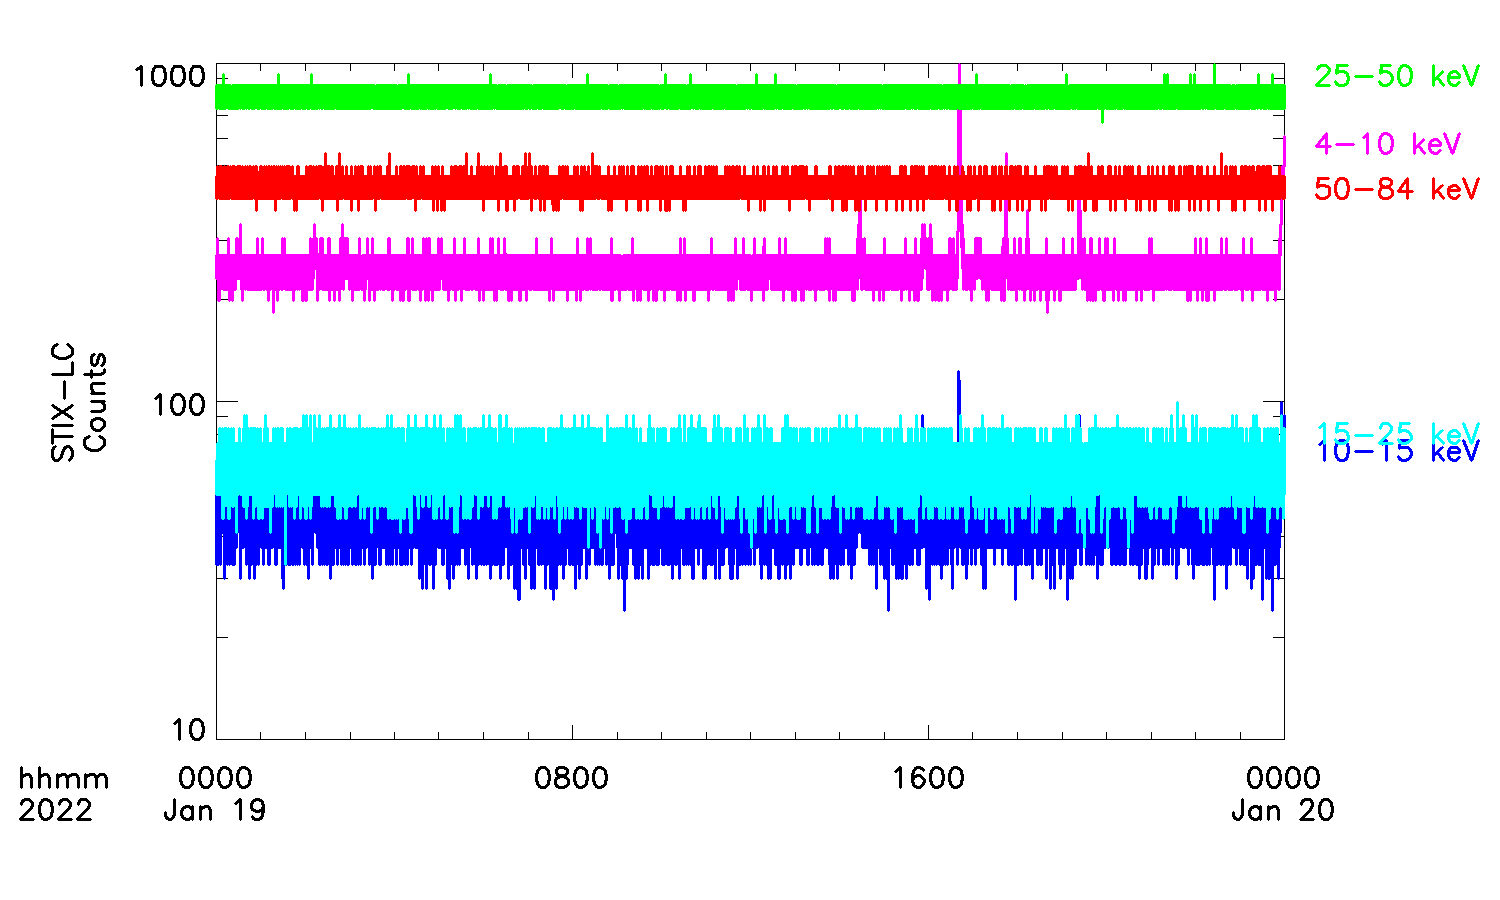 1000
25-50 keV
4-10 keV
50-84 keV
STIX-LC
Counts
100
15-25 keV
10-15 keV
10
hhmm 0000 0800 1600 0000
2022 Jan 19 Jan 20